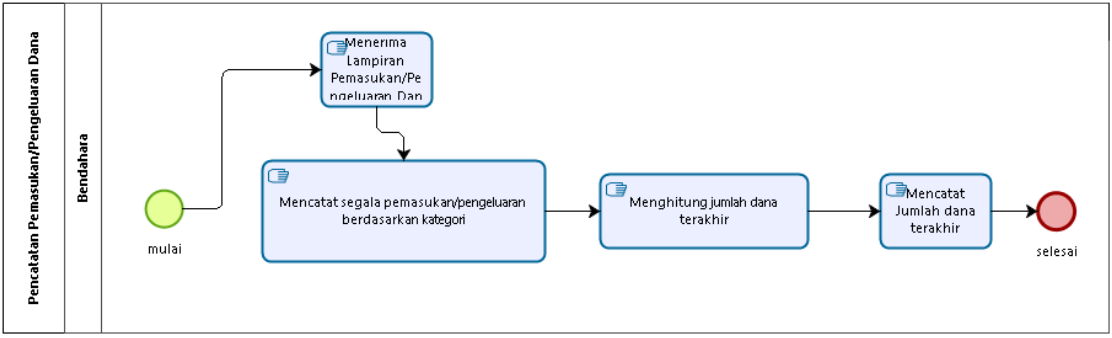 Pencatatan Pemasukan/Pengeluaran Dana
Bendahara
mulai
Menerima
Lampiran
Pemasukan/Pe
ngeluaran Dan
Mencatat segala pemasukan/pengeluaran
berdasarkan kategori
Menghitung jumlah dana
terakhir
Mencatat
Jumlah dana
terakhir
selesai